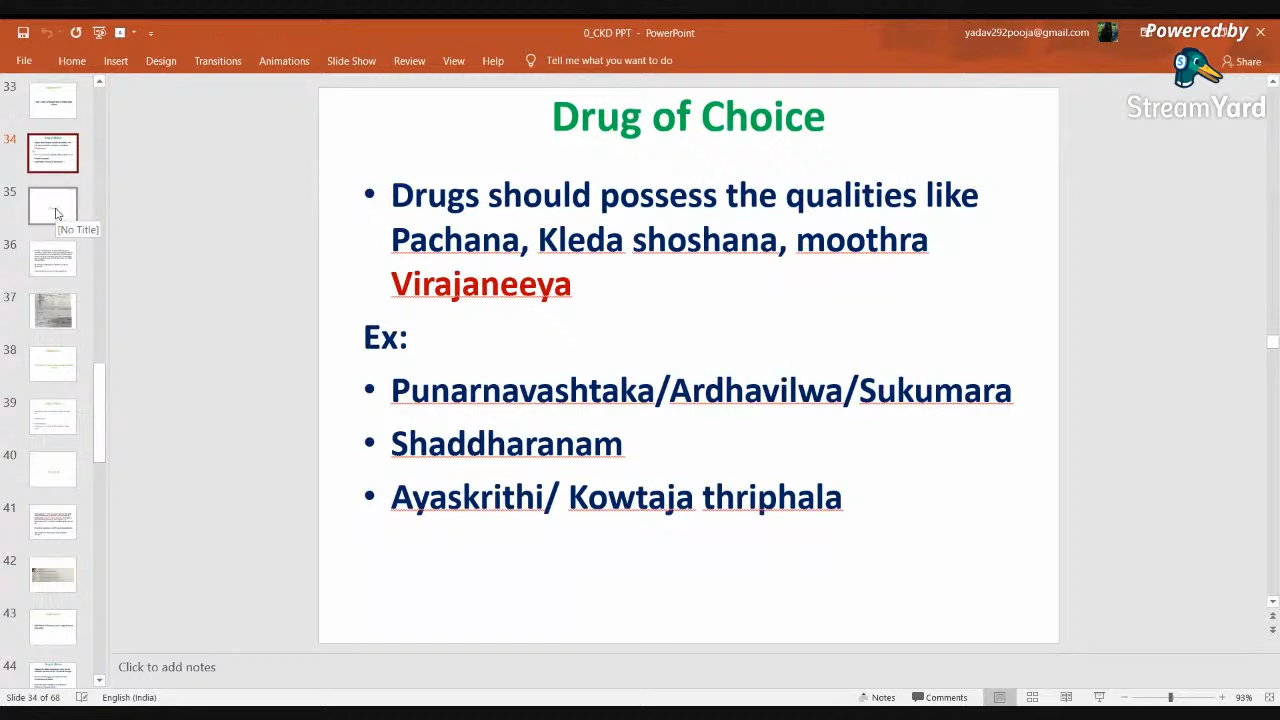 0_CKD PPT - PowerPoint
yadav292pooja@gmail.com
Powered by
StreamYard
File Home Insert Design Transitions Animations Slide Show Review View Help Tell me what you want to do
Share
33
34
35
[No Title]
36
37
38
39
40
41
42
43
44
Drug of Choice
• Drugs should possess the qualities like
Pachana, Kleda shoshana, moothra
Virajaneeya
Ex:
• Punarnavashtaka/Ardhavilwa/Sukumara
• Shaddharanam
• Ayaskrithi/ Kowtaja thriphala
Click to add notes
Slide 34 of 68 English (India) Notes Comments 93%